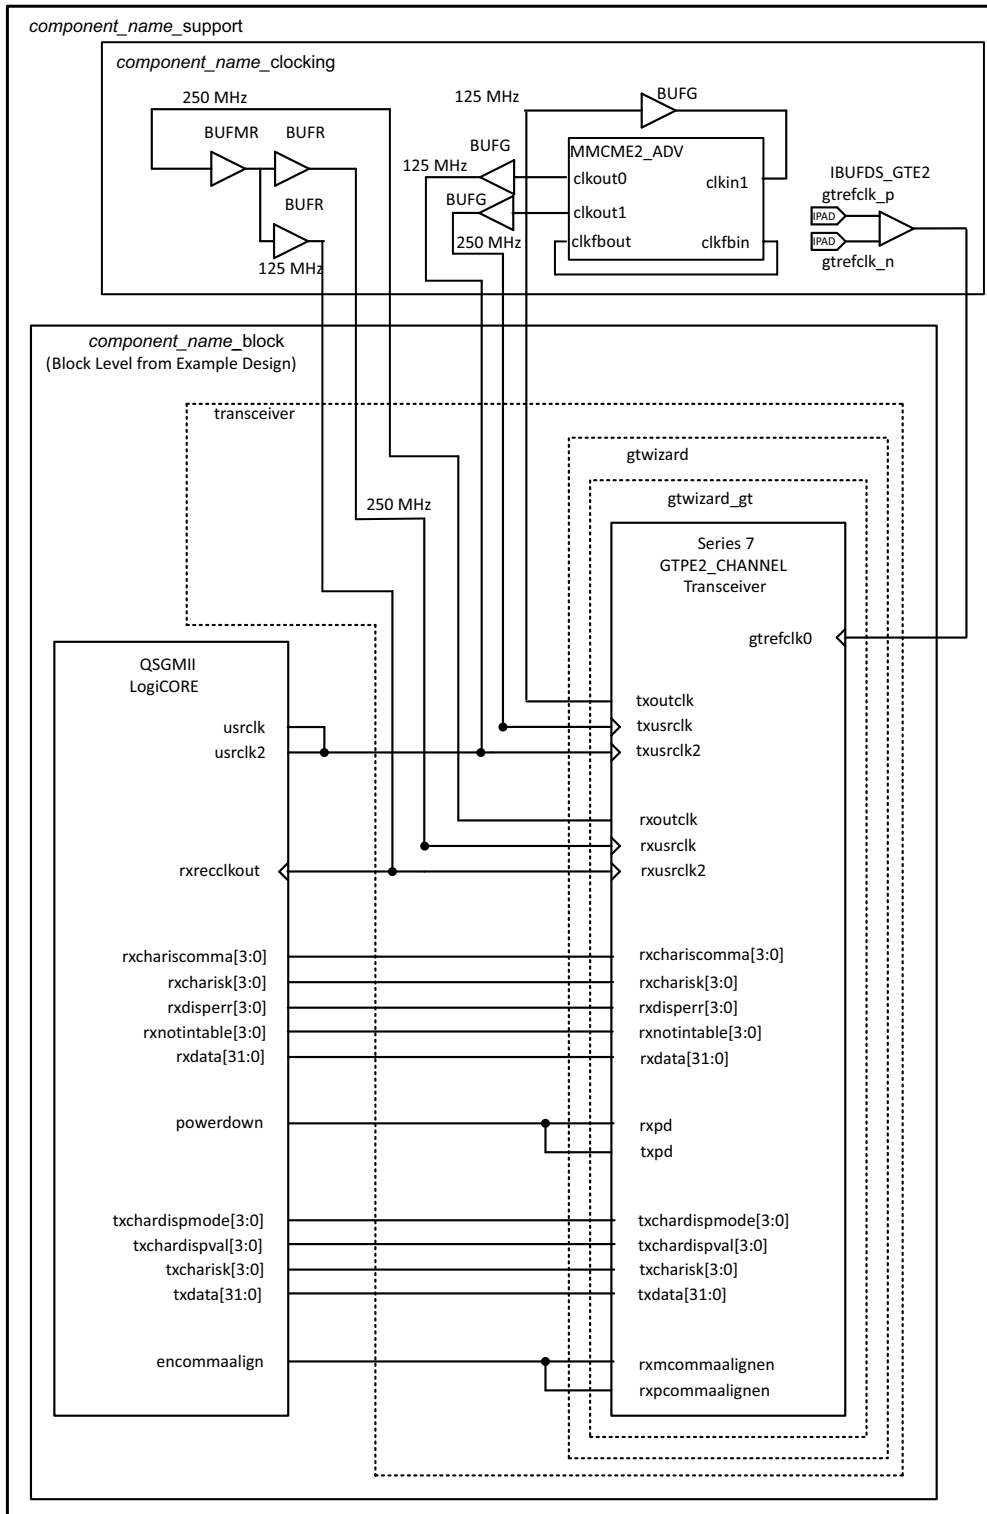 component_name_support
component_name_clocking
250 MHz
125 MHz
BUFG
BUFMR
BUFR
BUFG
MMCME2_ADV
125 MHz
clkout0
clkin1
IBUFDS_GTE2
gtrefclk_p
BUFR
BUFG
clkout1
IPAD
250 MHz
clkfbout
clkfbin
IPAD
125 MHz
gtrefclk_n
component_name_block
(Block Level from Example Design)
transceiver
gtwizard
gtwizard_gt
250 MHz
Series 7
GTPE2_CHANNEL
Transceiver
gtrefclk0
QSGMII
LogiCORE
txoutclk
usrclk
txusrclk
usrclk2
txusrclk2
rxoutclk
rxusrclk
rxrecclkout
rxusrclk2
rxchariscomma[3:0]
rxchariscomma[3:0]
rxcharisk[3:0]
rxcharisk[3:0]
rxdisperr[3:0]
rxdisperr[3:0]
rxnotintable[3:0]
rxnotintable[3:0]
rxdata[31:0]
rxdata[31:0]
powerdown
rxpd
txpd
txchardispmode[3:0]
txchardispmode[3:0]
txchardispval[3:0]
txchardispval[3:0]
txcharisk[3:0]
txcharisk[3:0]
txdata[31:0]
txdata[31:0]
encommaalign
rxmcommaalignen
rxpcommaalignen